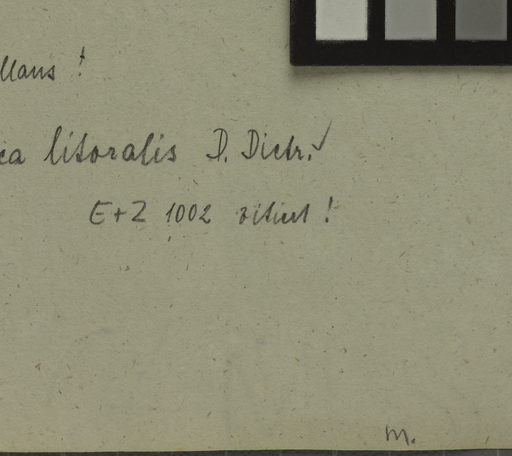 llans !
ca litoralis D. Dietr. ✓
E+Z 1002 zitiert !
m.